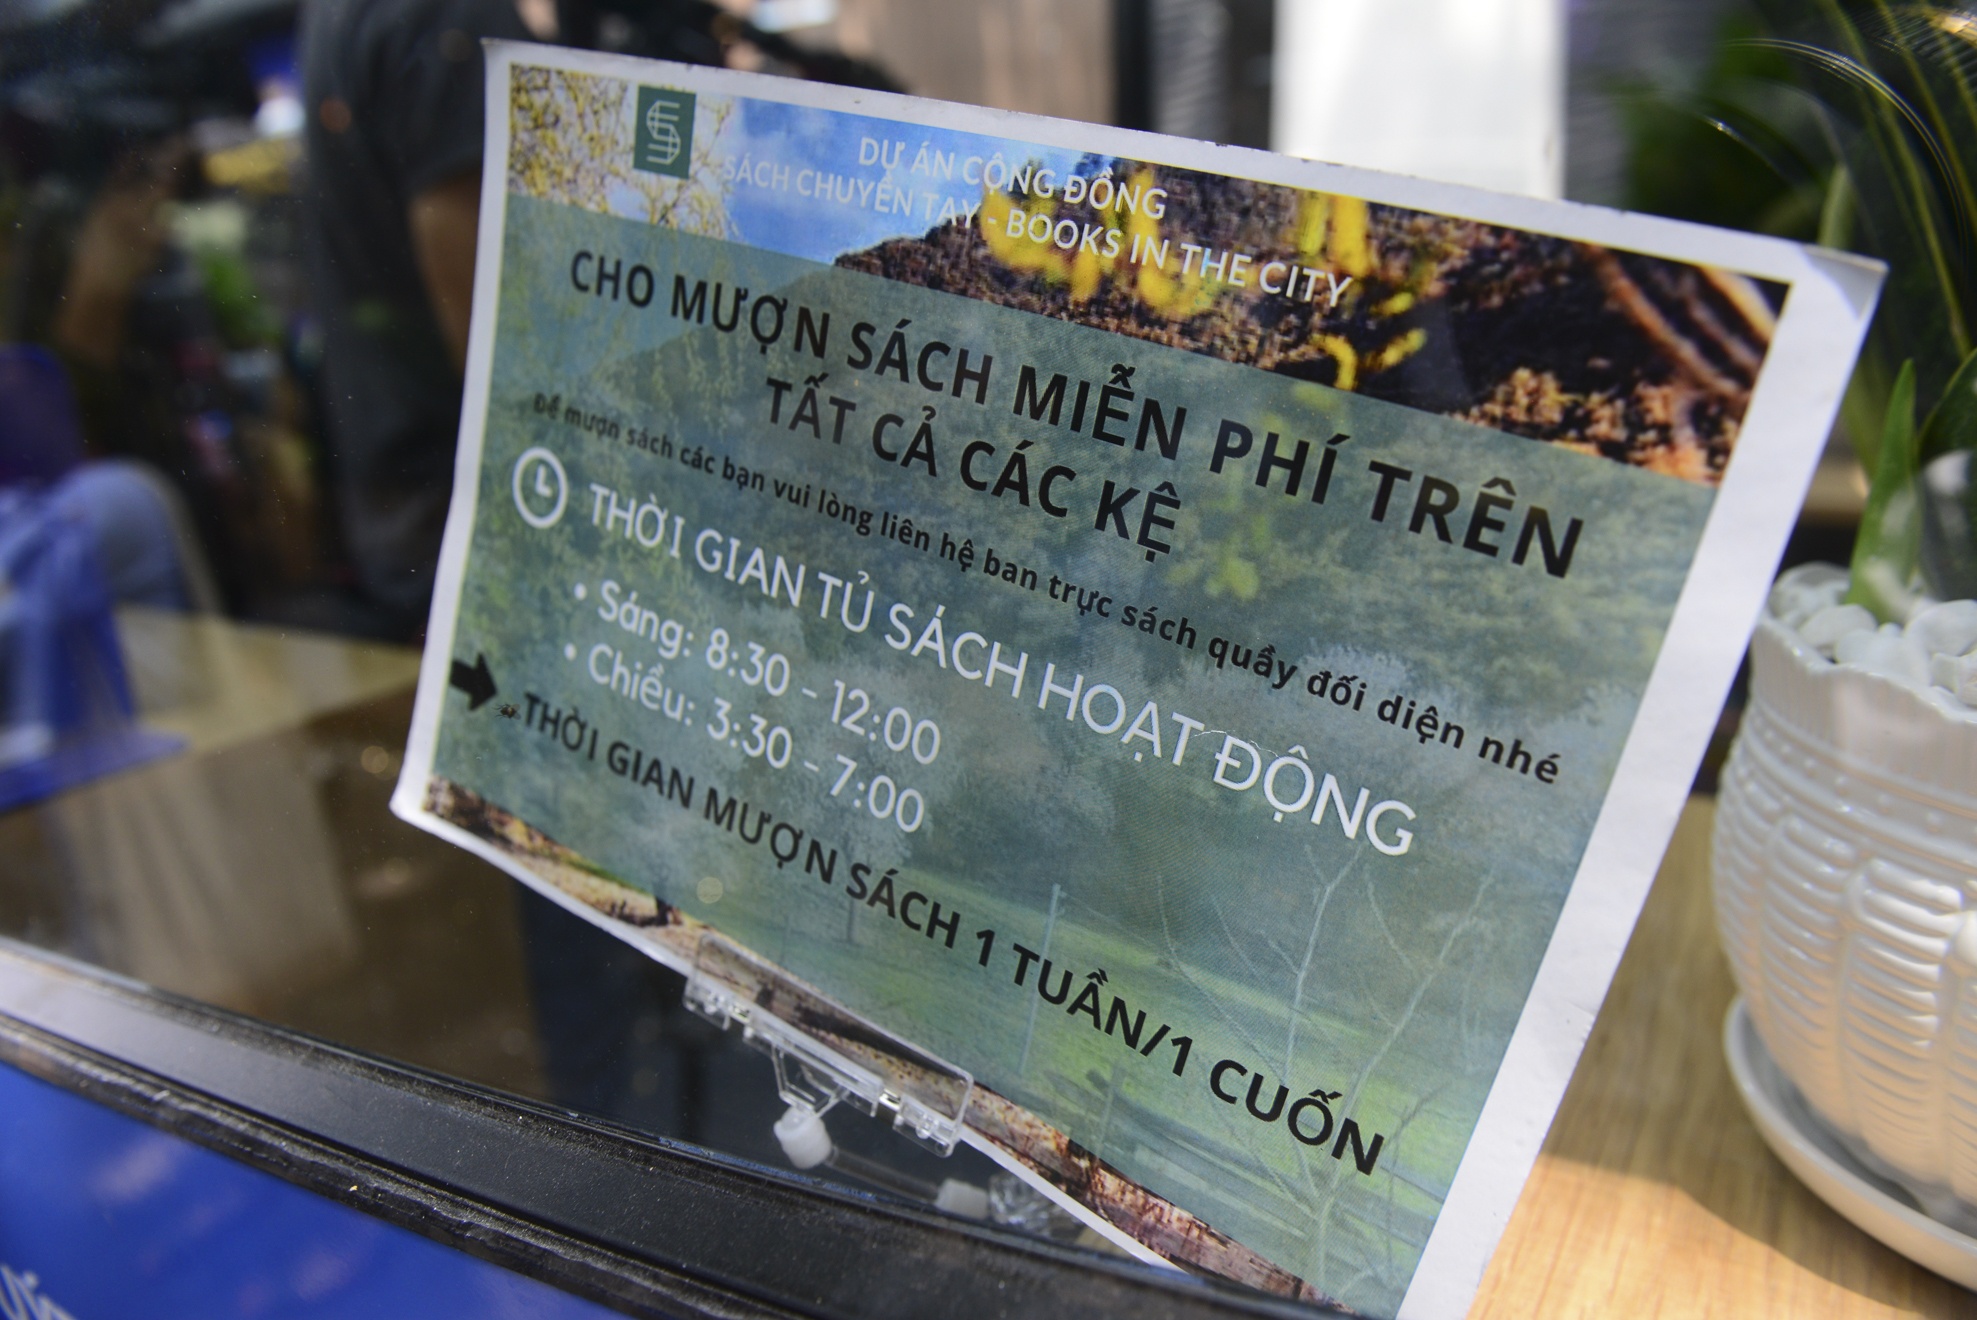 DỰ ÁN CỘNG ĐỒNG
SÁCH CHUYỀN TAY - BOOKS IN THE CITY
CHO MƯỢN SÁCH MIỄN PHÍ TRÊN
TẤT CẢ CÁC KỆ
Để mượn sách các bạn vui lòng liên hệ ban trực sách quầy đối diện nhé
THỜI GIAN TỦ SÁCH HOẠT ĐỘNG
• Sáng: 8:30 - 12:00
• Chiều: 3:30 - 7:00
THỜI GIAN MƯỢN SÁCH 1 TUẦN/1 CUỐN